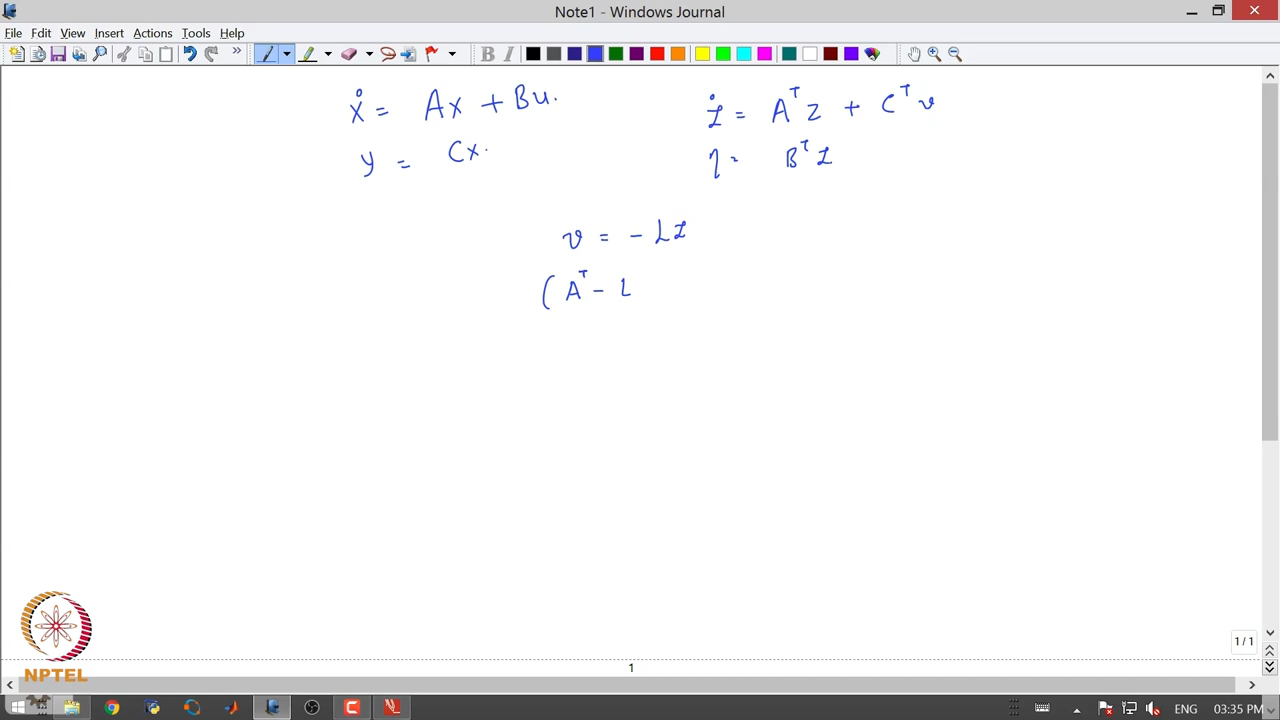 Note1 - Windows Journal
File Edit View Insert Actions Tools Help
ẋ = Ax + Bu.
ż = Aᵀz + Cᵀv
y = Cx.
η = Bᵀz
v = -Lz
(Aᵀ - L
NPTEL
1/1
1
ENG 03:35 PM